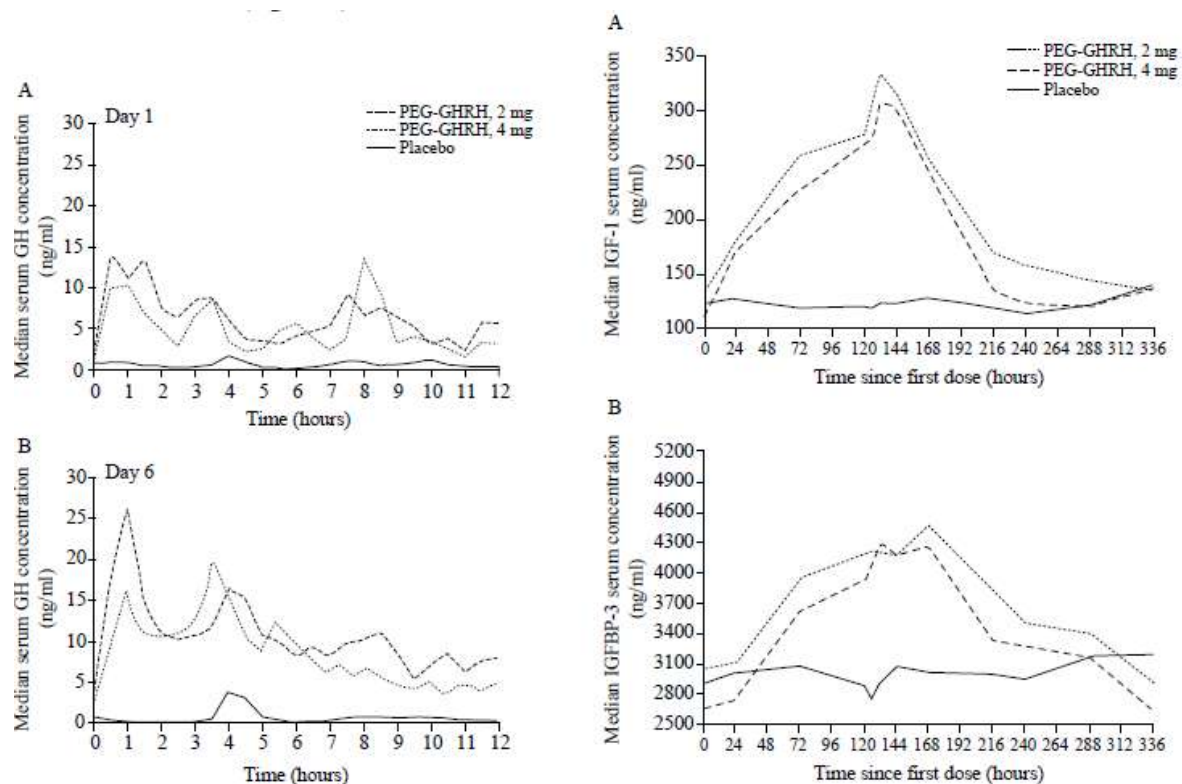 A
Day 1
PEG-GHRH, 2 mg
PEG-GHRH, 4 mg
Placebo
Median serum GH concentration
(ng/ml)
30
25
20
15
10
5
0
0 1 2 3 4 5 6 7 8 9 10 11 12
Time (hours)
B
Day 6
Median serum GH concentration
(ng/ml)
30
25
20
15
10
5
0
0 1 2 3 4 5 6 7 8 9 10 11 12
Time (hours)
A
PEG-GHRH, 2 mg
PEG-GHRH, 4 mg
Placebo
Median IGF-1 serum concentration
(ng/ml)
350
300
250
200
150
100
0 24 48 72 96 120 144 168 192 216 240 264 288 312 336
Time since first dose (hours)
B
Median IGFBP-3 serum concentration
(ng/ml)
5200
4900
4600
4300
4000
3700
3400
3100
2800
2500
0 24 48 72 96 120 144 168 192 216 240 264 288 312 336
Time since first dose (hours)